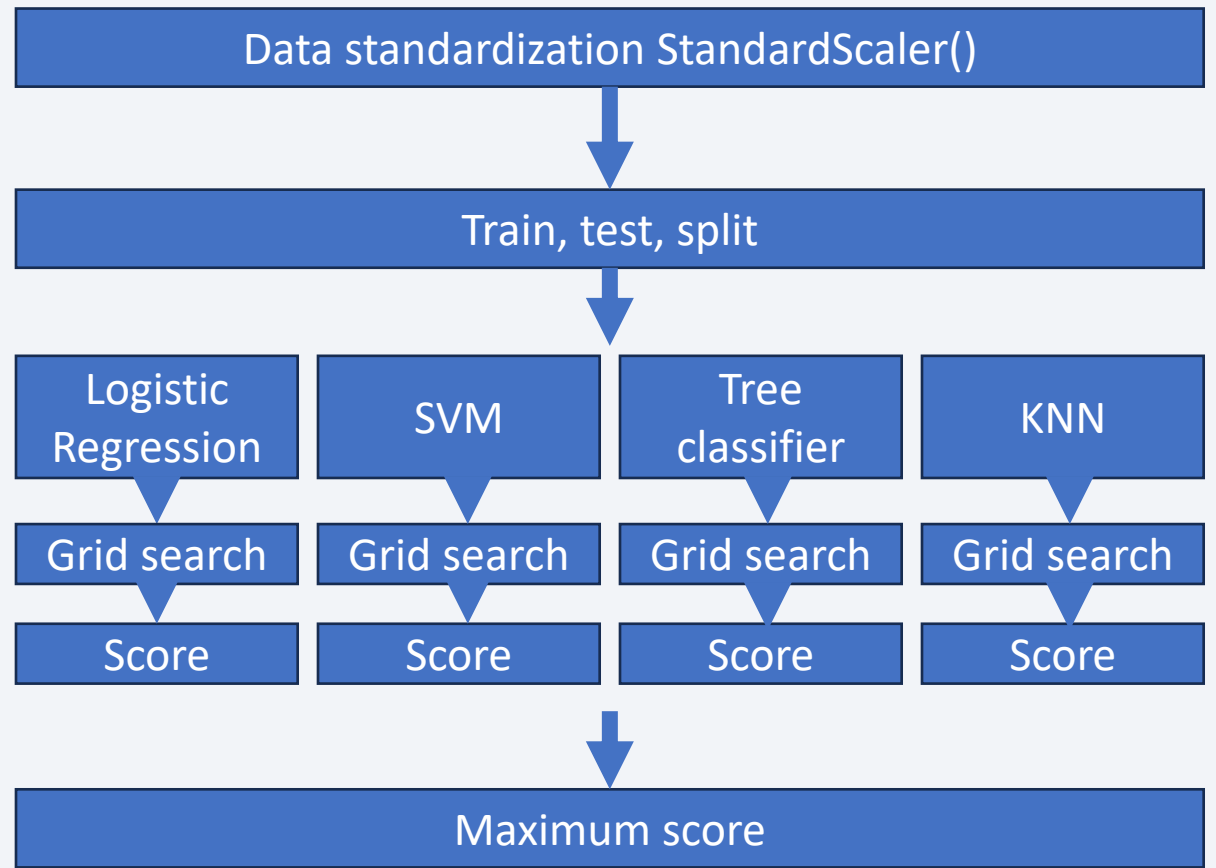 Data standardization StandardScaler()
Train, test, split
Logistic
Regression
SVM
Tree
classifier
KNN
Grid search
Grid search
Grid search
Grid search
Score
Score
Score
Score
Maximum score